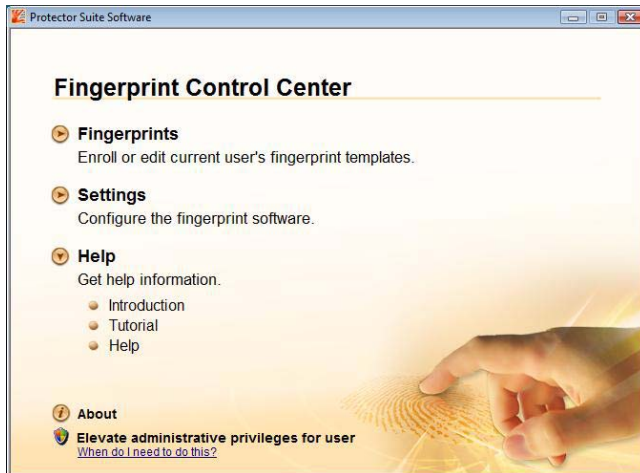 Protector Suite Software
Fingerprint Control Center
Fingerprints
Enroll or edit current user's fingerprint templates.
Settings
Configure the fingerprint software.
Help
Get help information.
Introduction
Tutorial
Help
About
Elevate administrative privileges for user
When do I need to do this?